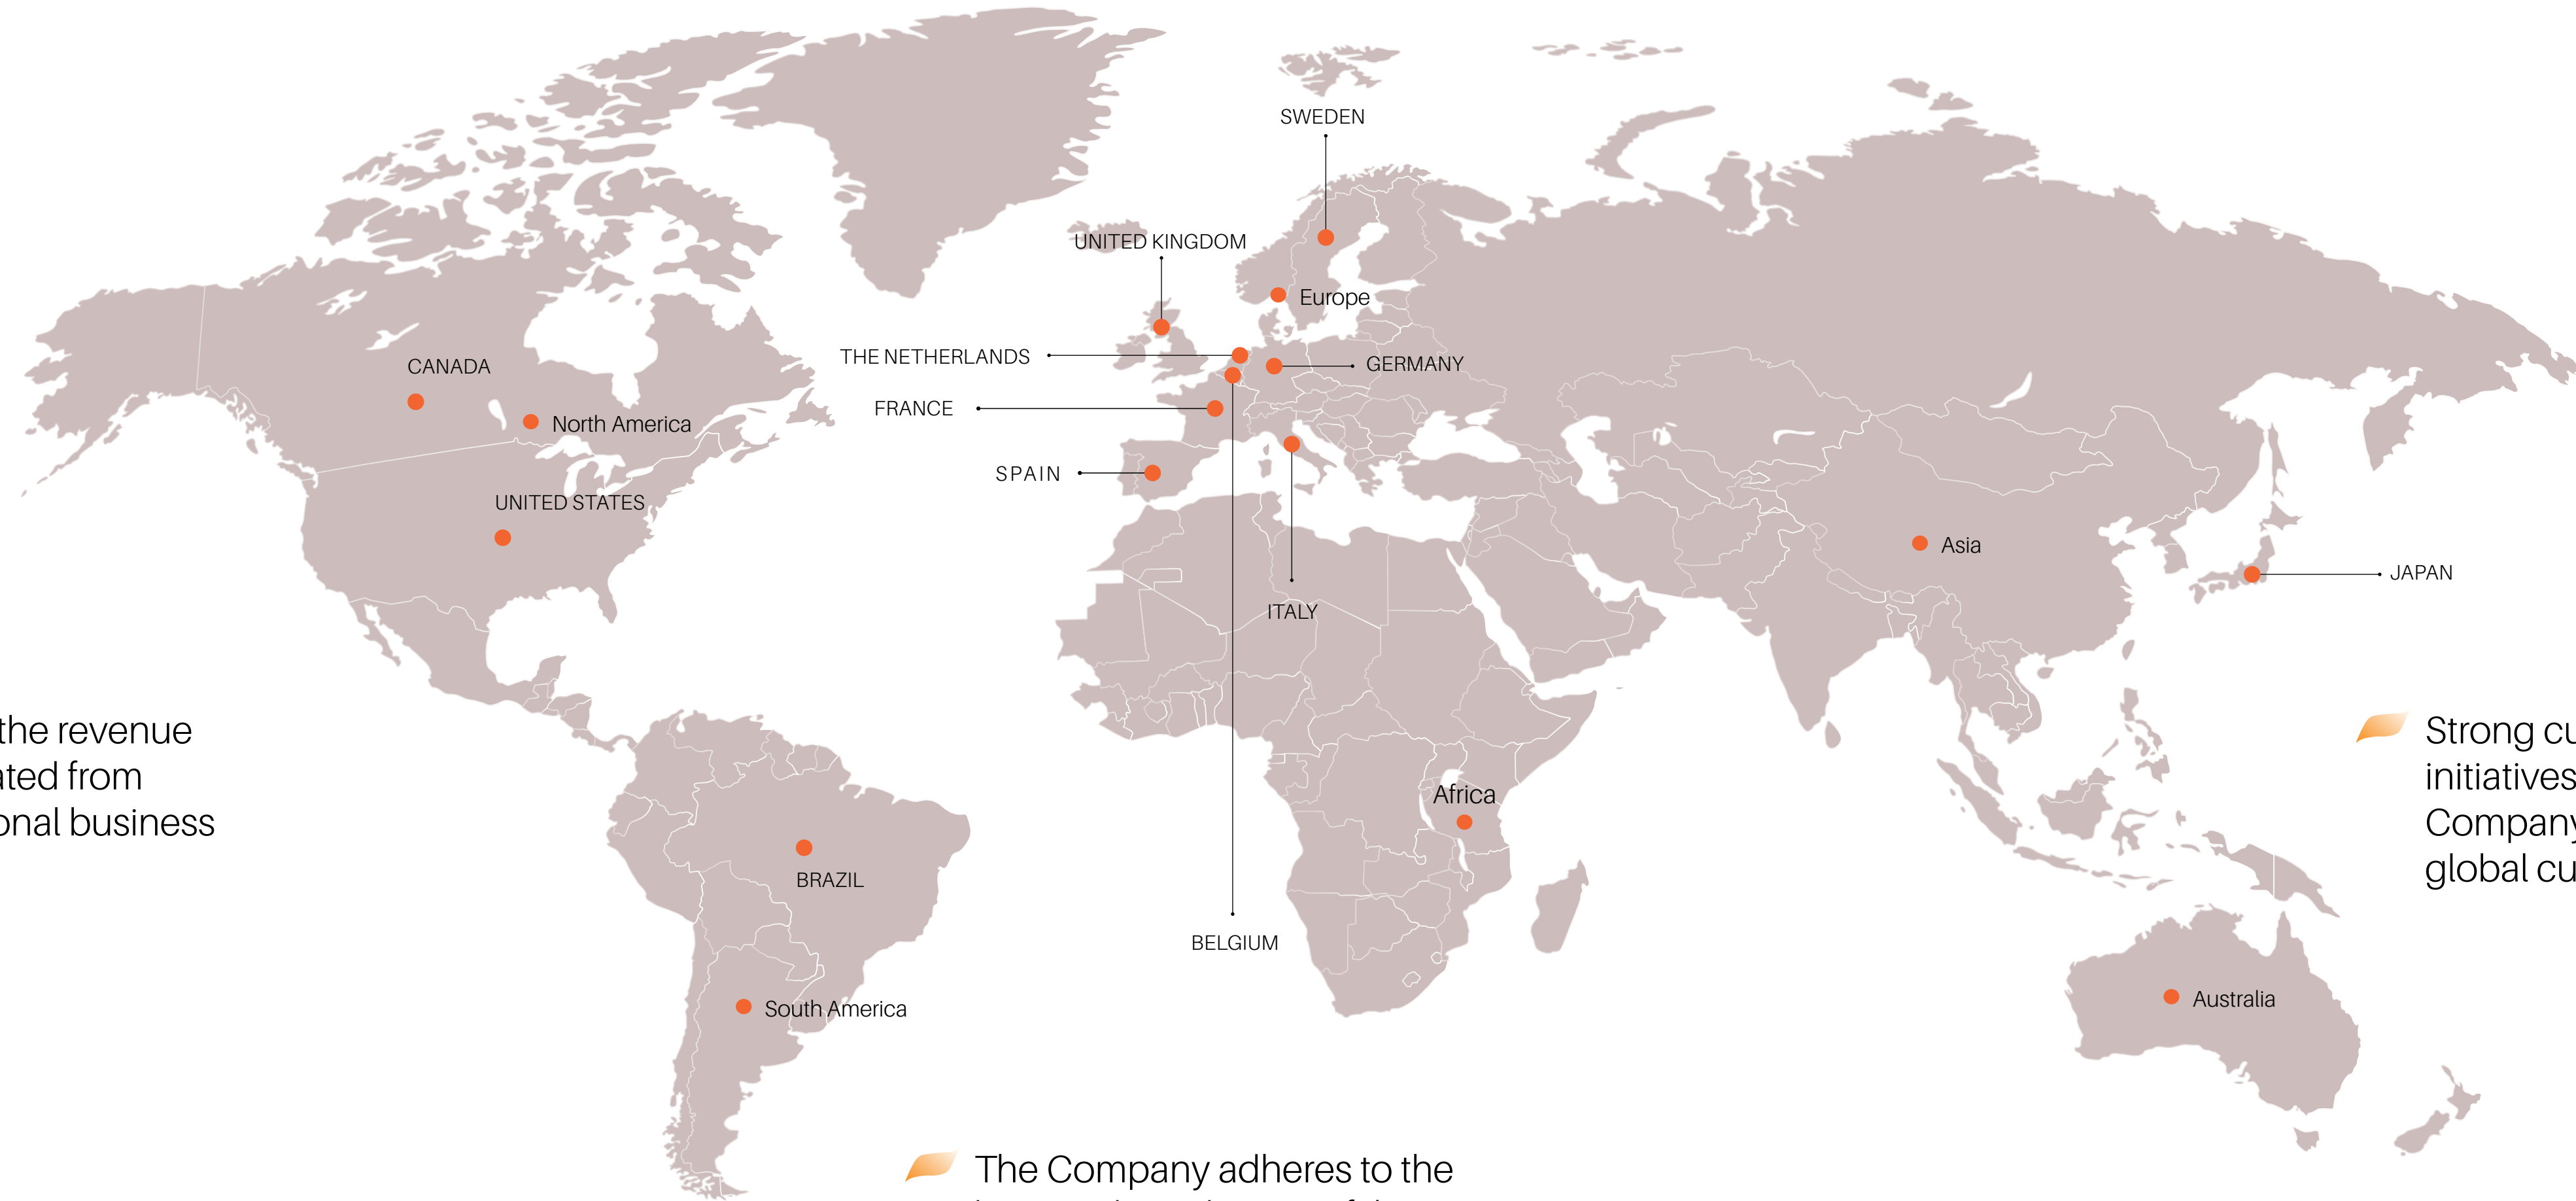 SWEDEN
UNITED KINGDOM
Europe
THE NETHERLANDS
GERMANY
CANADA
FRANCE
North America
SPAIN
UNITED STATES
Asia
JAPAN
ITALY
the revenue
ated from
onal business
Strong cu
initiatives
Company
global cu
Africa
BRAZIL
BELGIUM
South America
Australia
The Company adheres to the